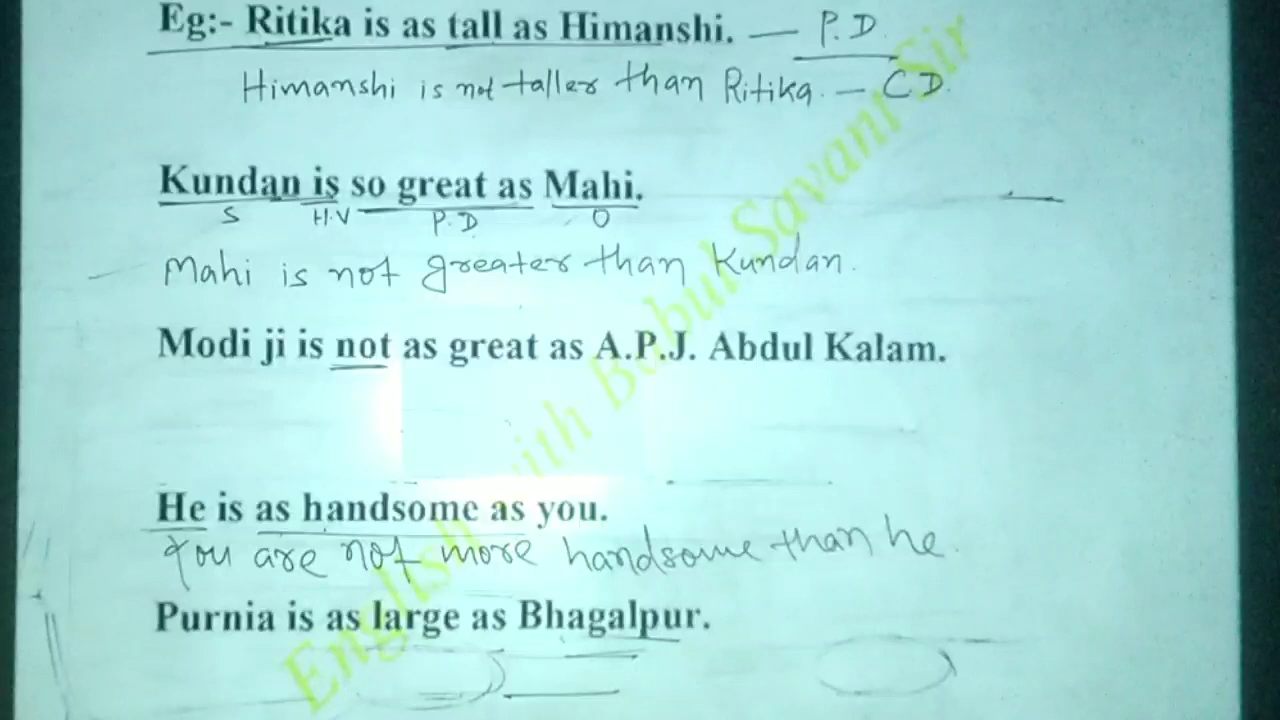 Eg:- Ritika is as tall as Himanshi. — P.D.
Himanshi is not taller than Ritika. — C D.
Kundan is so great as Mahi.
S H.V P.D O
Mahi is not greater than Kundan.
Modi ji is not as great as A.P.J. Abdul Kalam.
He is as handsome as you.
You are not more handsome than he.
Purnia is as large as Bhagalpur.
English with Babul Savani Sir